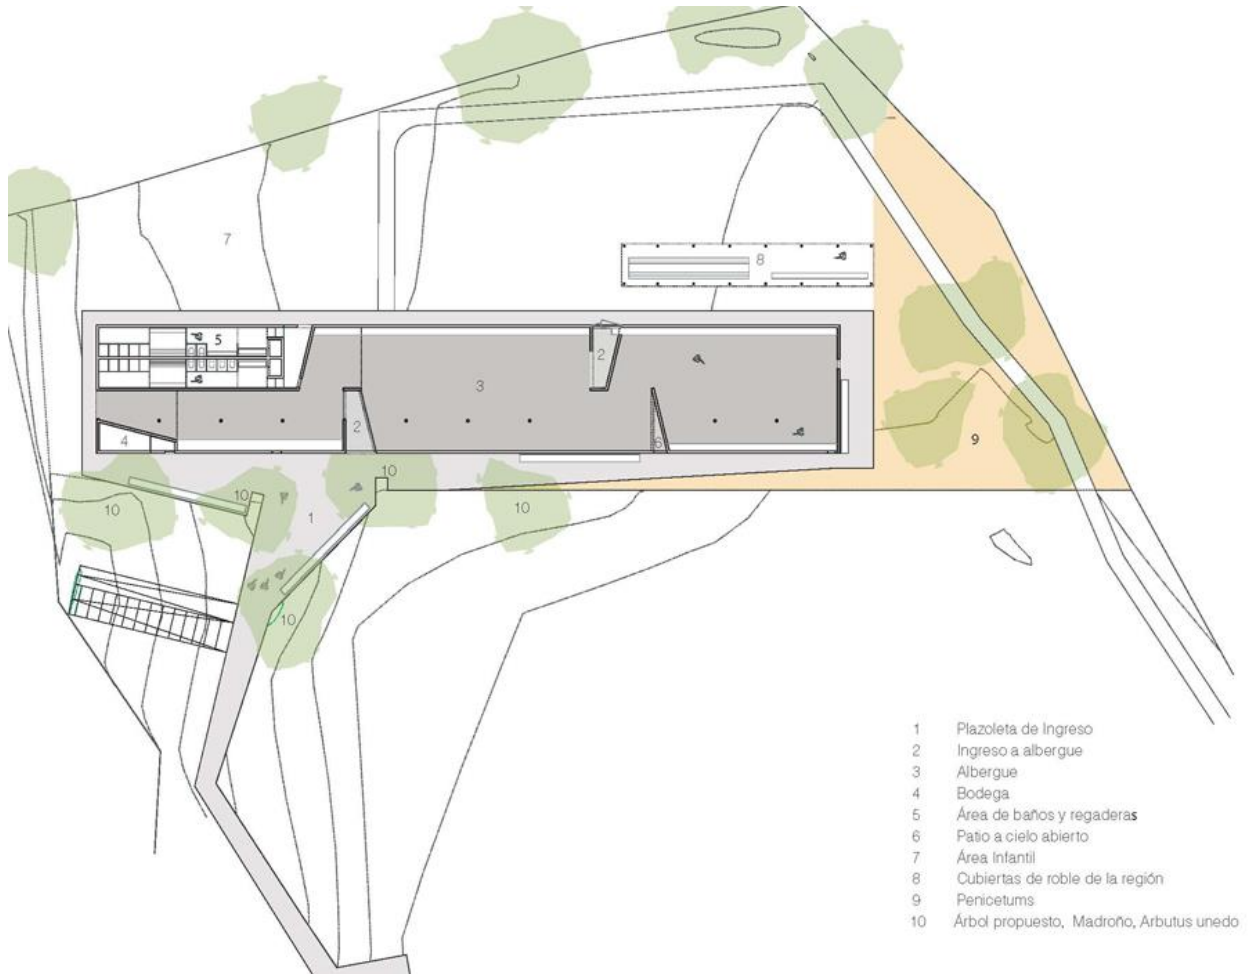 7
8
5
2
3
2
4
6
9
10
10
10
10
1
10
1 Plazoleta de Ingreso
2 Ingreso a albergue
3 Albergue
4 Bodega
5 Área de baños y regaderas
6 Patio a cielo abierto
7 Área Infantil
8 Cubiertas de roble de la región
9 Penicetums
10 Árbol propuesto, Madroño, Arbutus unedo